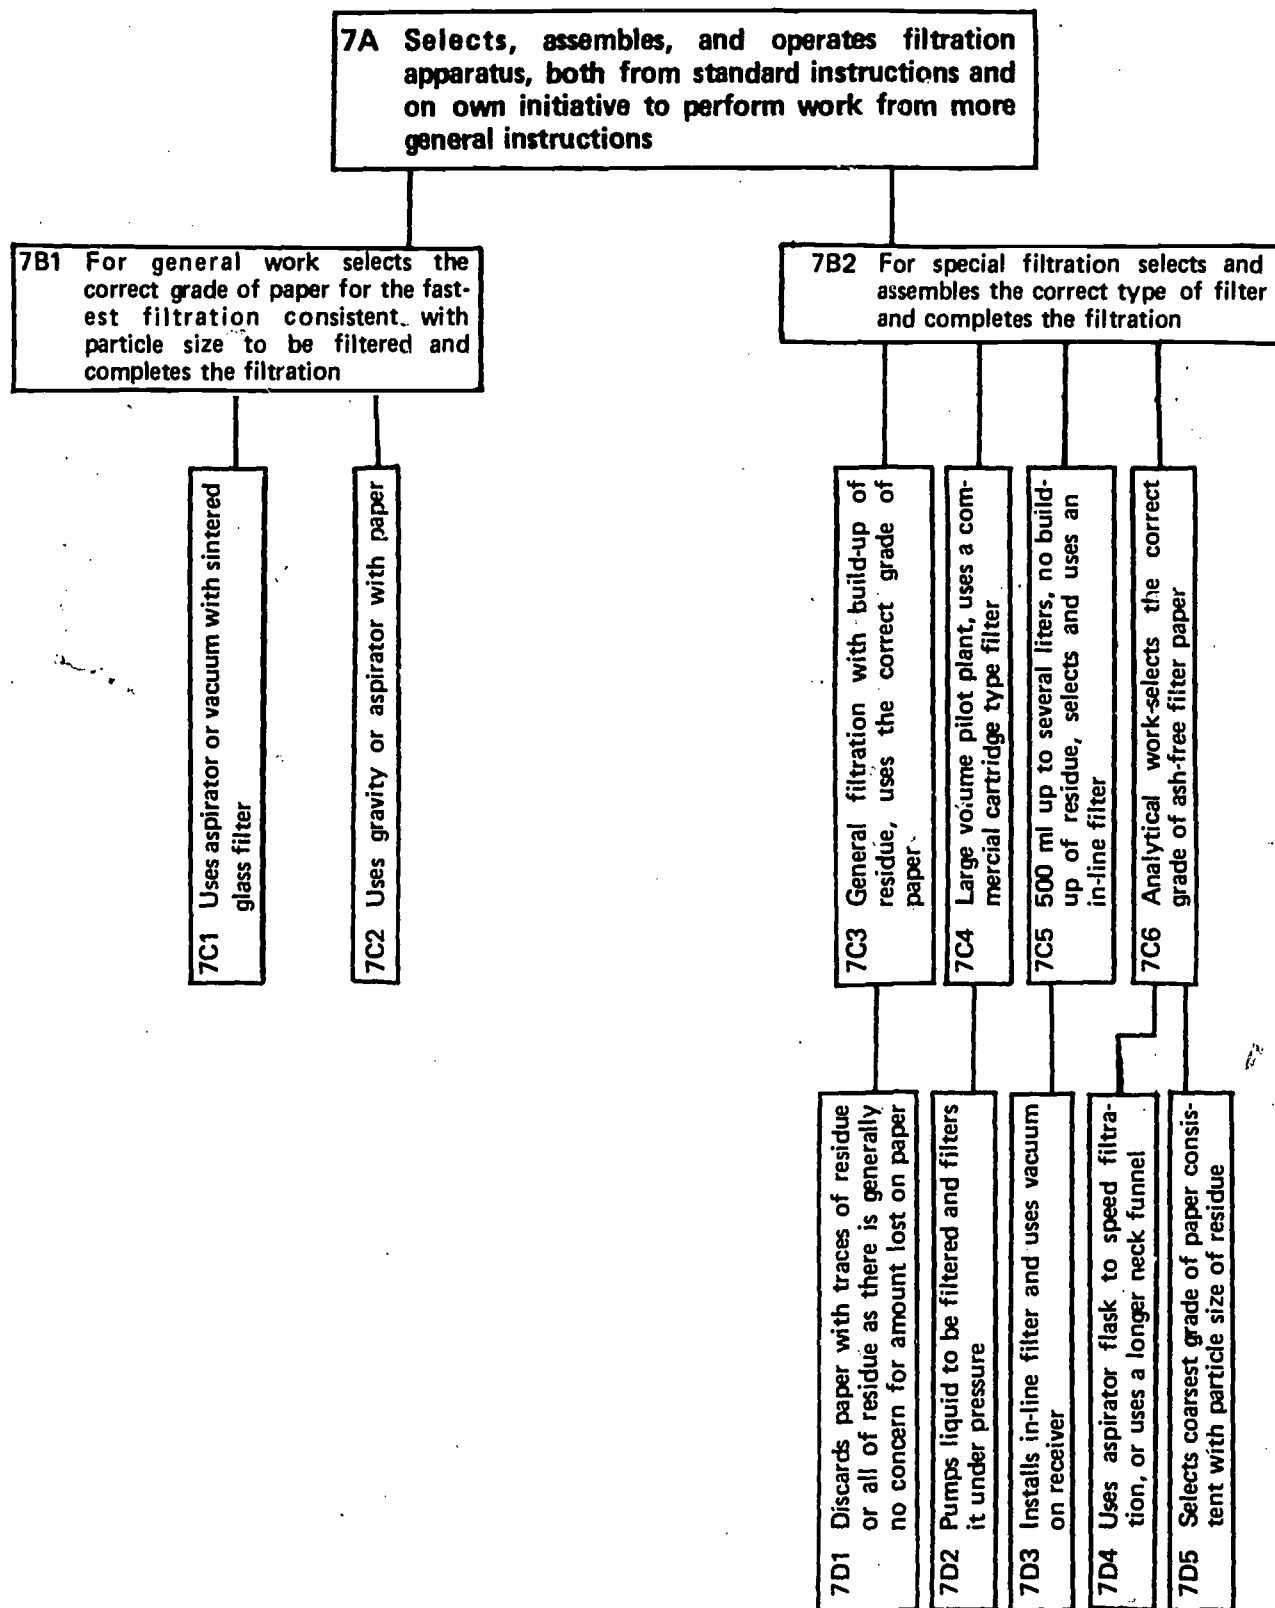 7A Selects, assembles, and operates filtration
apparatus, both from standard instructions and
on own initiative to perform work from more
general instructions
7B1 For general work selects the
correct grade of paper for the fast-
est filtration consistent with
particle size to be filtered and
completes the filtration
7B2 For special filtration selects and
assembles the correct type of filter
and completes the filtration
7C1 Uses aspirator or vacuum with sintered
glass filter
7C2 Uses gravity or aspirator with paper
7C3 General filtration with build-up of
residue, uses the correct grade of
paper
7C4 Large volume pilot plant, uses a com-
mercial cartridge type filter
7C5 500 ml up to several liters, no build-
up of residue, selects and uses an
in-line filter
7C6 Analytical work-selects the correct
grade of ash-free filter paper
7D1 Discards paper with traces of residue
or all of residue as there is generally
no concern for amount lost on paper
7D2 Pumps liquid to be filtered and filters
it under pressure
7D3 Installs in-line filter and uses vacuum
on receiver
7D4 Uses aspirator flask to speed filtra-
tion, or uses a longer neck funnel
7D5 Selects coarsest grade of paper consis-
tent with particle size of residue